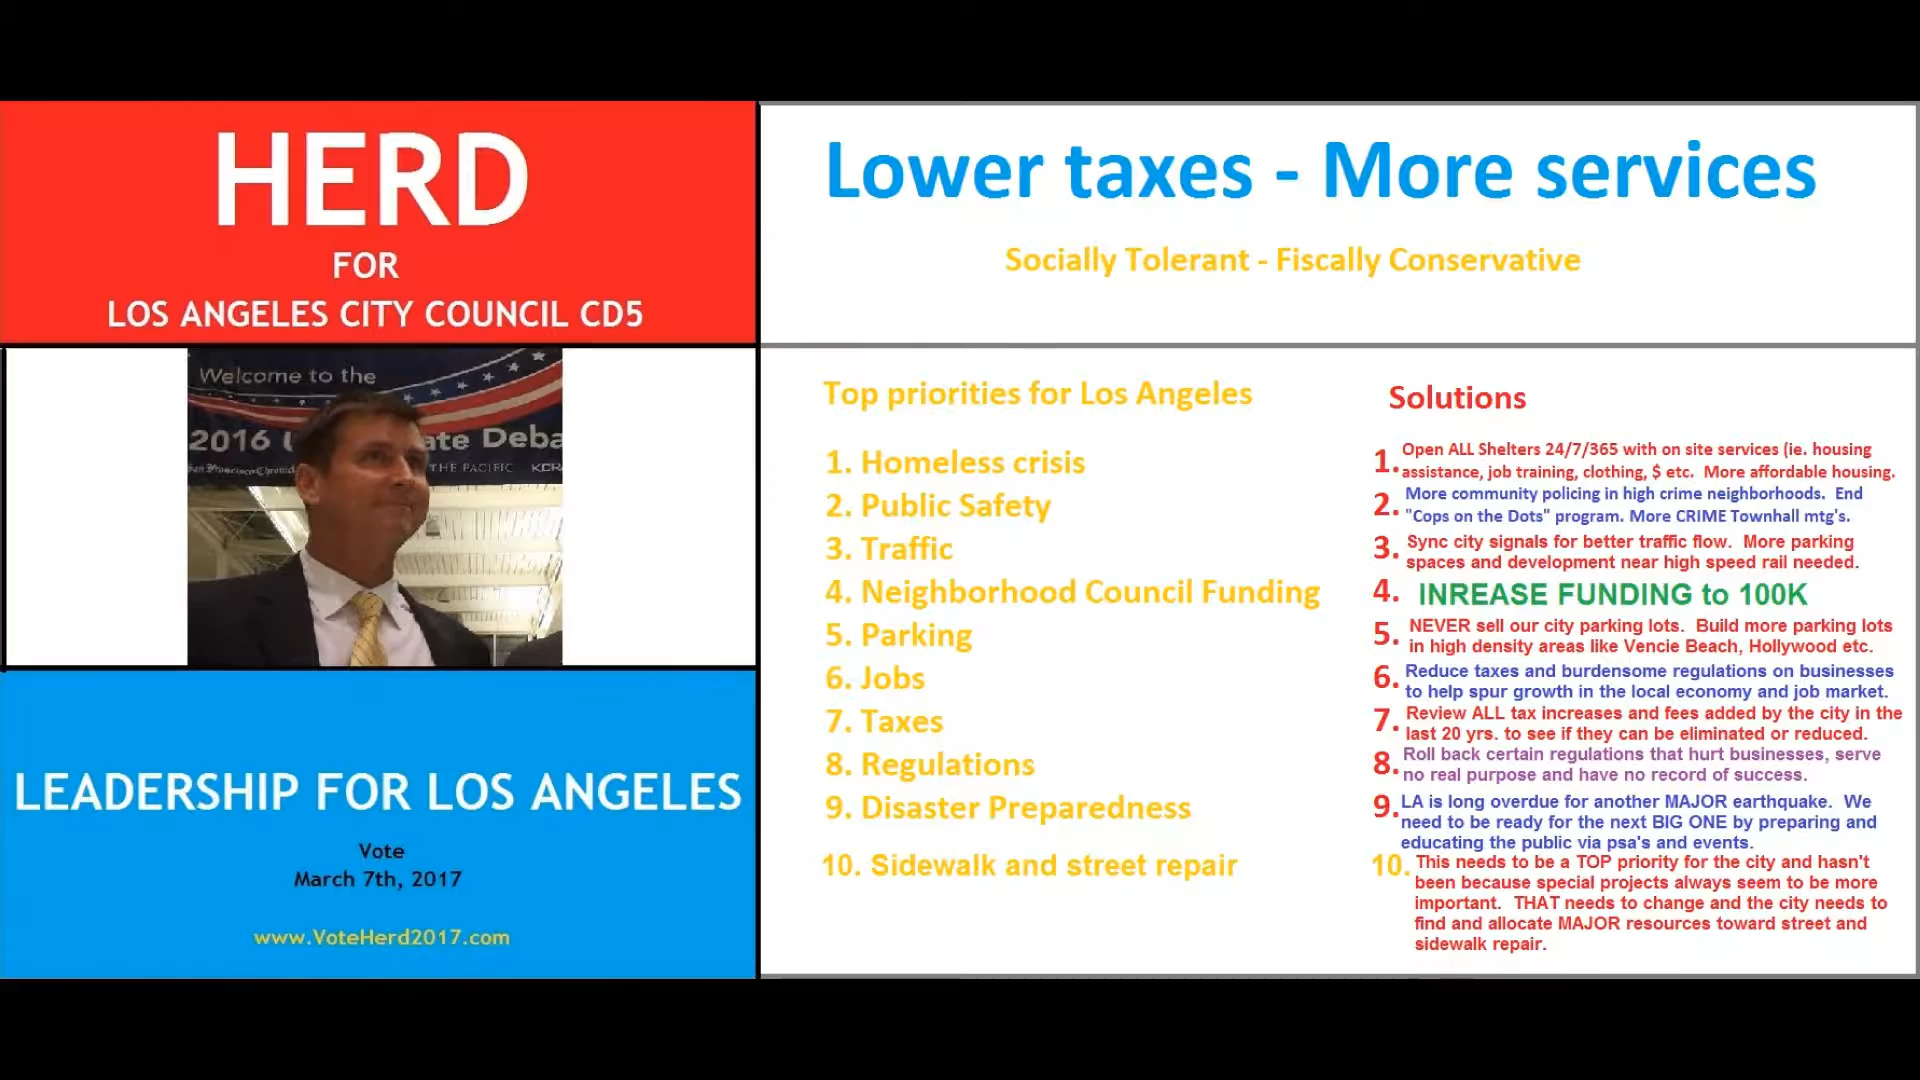 HERD
FOR
LOS ANGELES CITY COUNCIL CD5
Welcome to the
2016
ate Deba
THE PACIFIC
KCRA
LEADERSHIP FOR LOS ANGELES
Vote
March 7th, 2017
www.VoteHerd2017.com
Lower taxes - More services
Socially Tolerant - Fiscally Conservative
Top priorities for Los Angeles
1. Homeless crisis
2. Public Safety
3. Traffic
4. Neighborhood Council Funding
5. Parking
6. Jobs
7. Taxes
8. Regulations
9. Disaster Preparedness
10. Sidewalk and street repair
Solutions
1. Open ALL Shelters 24/7/365 with on site services (ie. housing
assistance, job training, clothing, $ etc. More affordable housing.
2. More community policing in high crime neighborhoods. End
"Cops on the Dots" program. More CRIME Townhall mtg's.
3. Sync city signals for better traffic flow. More parking
spaces and development near high speed rail needed.
4. INREASE FUNDING to 100K
5. NEVER sell our city parking lots. Build more parking lots
in high density areas like Vencie Beach, Hollywood etc.
6. Reduce taxes and burdensome regulations on businesses
to help spur growth in the local economy and job market.
7. Review ALL tax increases and fees added by the city in the
last 20 yrs. to see if they can be eliminated or reduced.
8. Roll back certain regulations that hurt businesses, serve
no real purpose and have no record of success.
9. LA is long overdue for another MAJOR earthquake. We
need to be ready for the next BIG ONE by preparing and
educating the public via psa's and events.
10. This needs to be a TOP priority for the city and hasn't
been because special projects always seem to be more
important. THAT needs to change and the city needs to
find and allocate MAJOR resources toward street and
sidewalk repair.